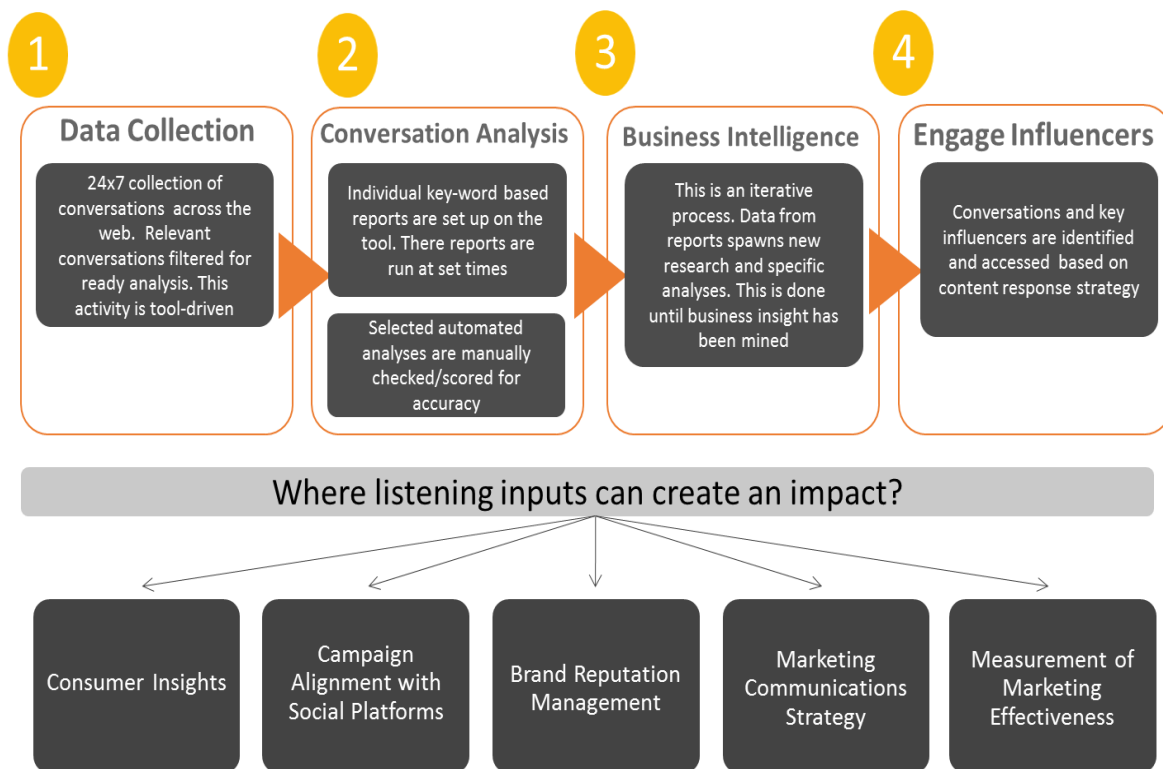 1
Data Collection
24x7 collection of
conversations across the
web. Relevant
conversations filtered for
ready analysis. This
activity is tool-driven
2
Conversation Analysis
Individual key-word based
reports are set up on the
tool. There reports are
run at set times
Selected automated
analyses are manually
checked/scored for
accuracy
3
Business Intelligence
This is an iterative
process. Data from
reports spawns new
research and specific
analyses. This is done
until business insight has
been mined
4
Engage Influencers
Conversations and key
influencers are identified
and accessed based on
content response strategy
Where listening inputs can create an impact?
Consumer Insights
Campaign
Alignment with
Social Platforms
Brand Reputation
Management
Marketing
Communications
Strategy
Measurement of
Marketing
Effectiveness